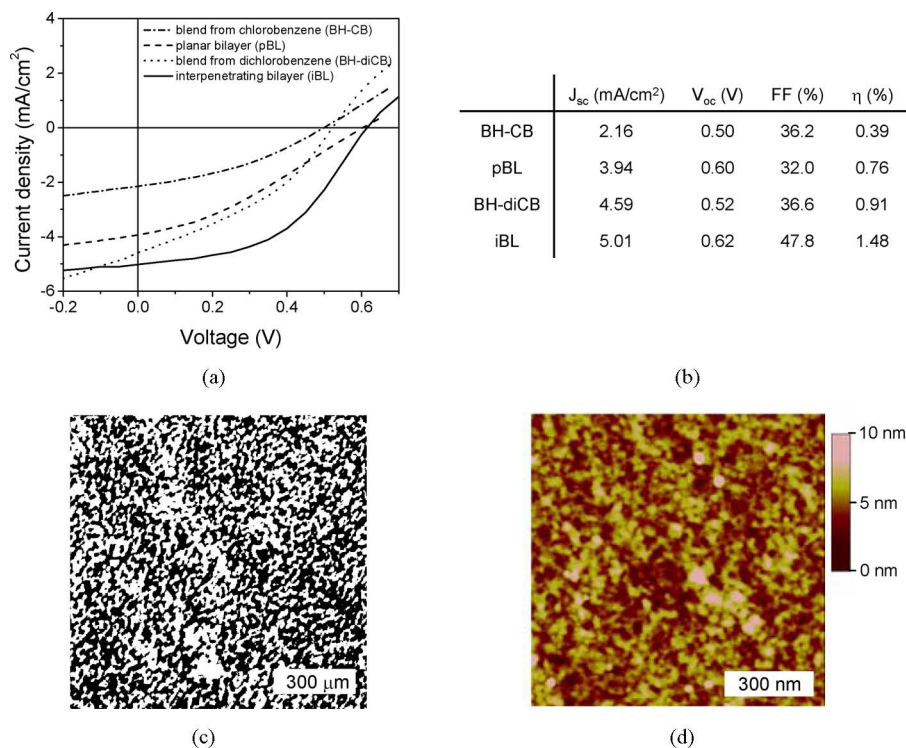 Current density (mA/cm²)
4
2
0
-2
-4
-6
blend from chlorobenzene (BH-CB)
planar bilayer (pBL)
blend from dichlorobenzene (BH-diCB)
interpenetrating bilayer (iBL)
-0.2 0.0 0.2 0.4 0.6
Voltage (V)
(a)
Jsc (mA/cm²) Voc (V) FF (%) η (%)
BH-CB 2.16 0.50 36.2 0.39
pBL 3.94 0.60 32.0 0.76
BH-diCB 4.59 0.52 36.6 0.91
iBL 5.01 0.62 47.8 1.48
(b)
300 μm
(c)
10 nm
5 nm
0 nm
300 nm
(d)